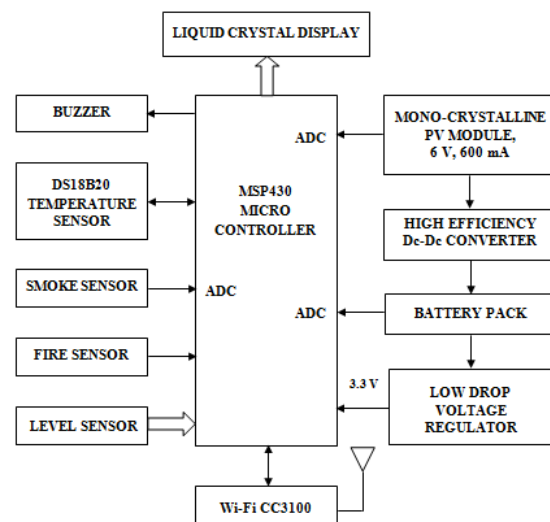 LIQUID CRYSTAL DISPLAY
BUZZER
DS18B20
TEMPERATURE
SENSOR
SMOKE SENSOR
FIRE SENSOR
LEVEL SENSOR
ADC
MSP430
MICRO
CONTROLLER
ADC
ADC
MONO-CRYSTALLINE
PV MODULE,
6 V, 600 mA
HIGH EFFICIENCY
Dc-Dc CONVERTER
BATTERY PACK
3.3 V
LOW DROP
VOLTAGE
REGULATOR
Wi-Fi CC3100